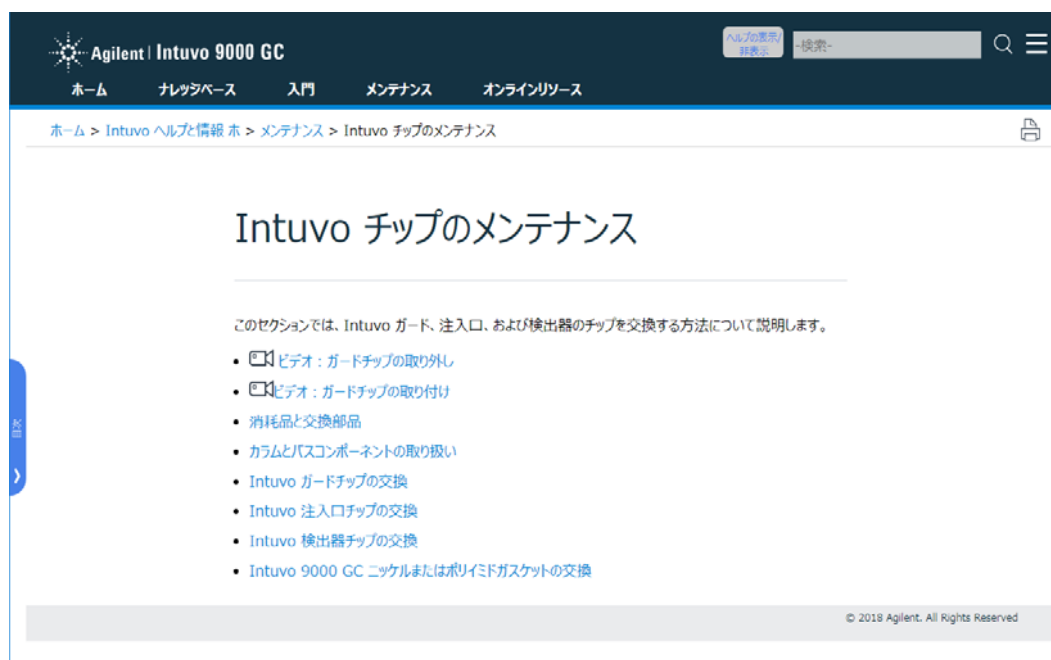 Agilent | Intuvo 9000 GC
ヘルプの表示/
非表示
-検索-
ホーム ナレッジベース 入門 メンテナンス オンラインリソース
ホーム > Intuvo ヘルプと情報 ホ > メンテナンス > Intuvo チップのメンテナンス
Intuvo チップのメンテナンス
このセクションでは、Intuvo ガード、注入口、および検出器のチップを交換する方法について説明します。
• ビデオ : ガードチップの取り外し
• ビデオ : ガードチップの取り付け
• 消耗品と交換部品
• カラムとバスコンポーネントの取り扱い
• Intuvo ガードチップの交換
• Intuvo 注入口チップの交換
• Intuvo 検出器チップの交換
• Intuvo 9000 GC ニッケルまたはポリイミドガスケットの交換
目次
© 2018 Agilent. All Rights Reserved